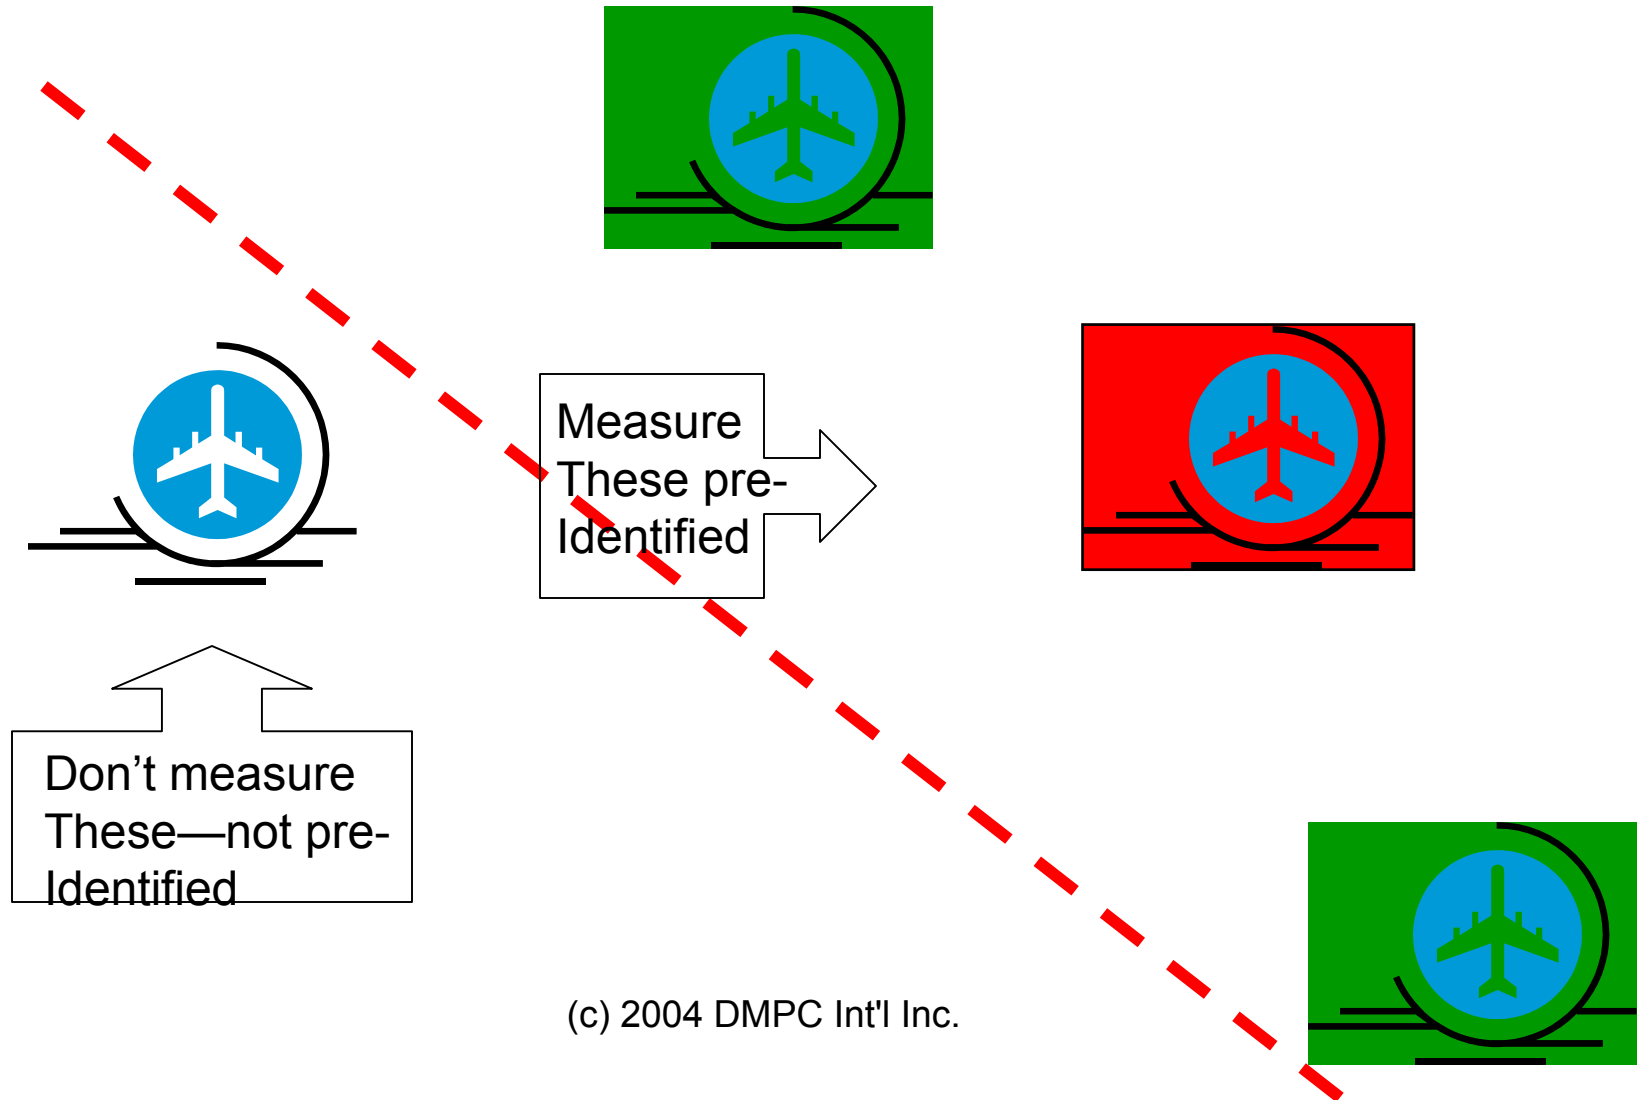 Measure
These pre-
Identified
Don’t measure
These—not pre-
Identified
(c) 2004 DMPC Int'l Inc.